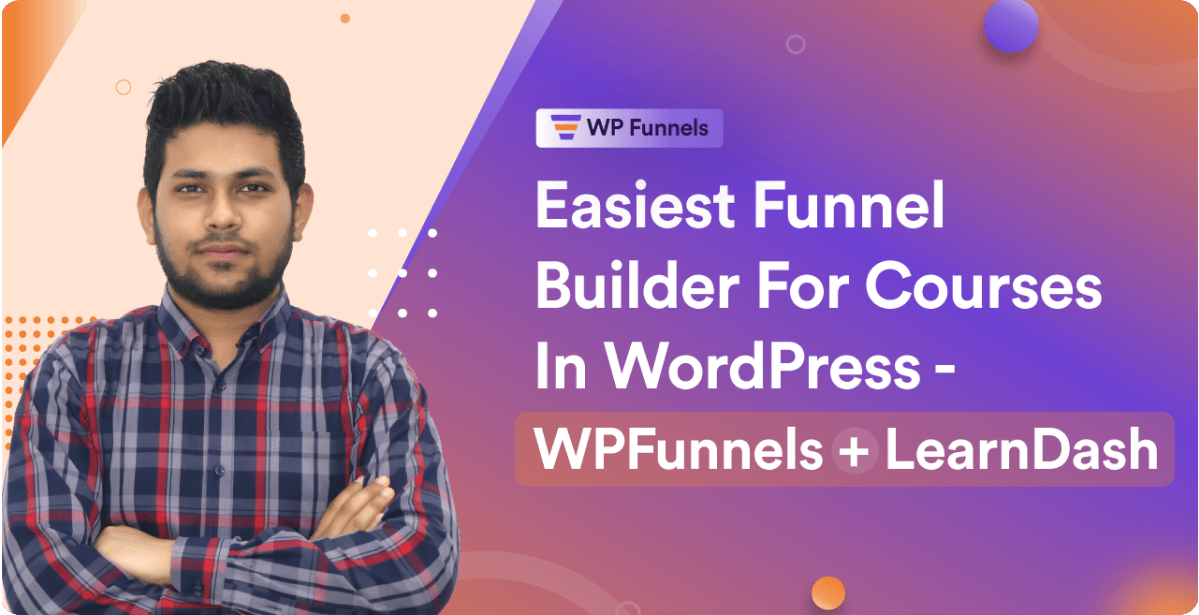 WP Funnels
Easiest Funnel
Builder For Courses
In WordPress -
WPFunnels + LearnDash